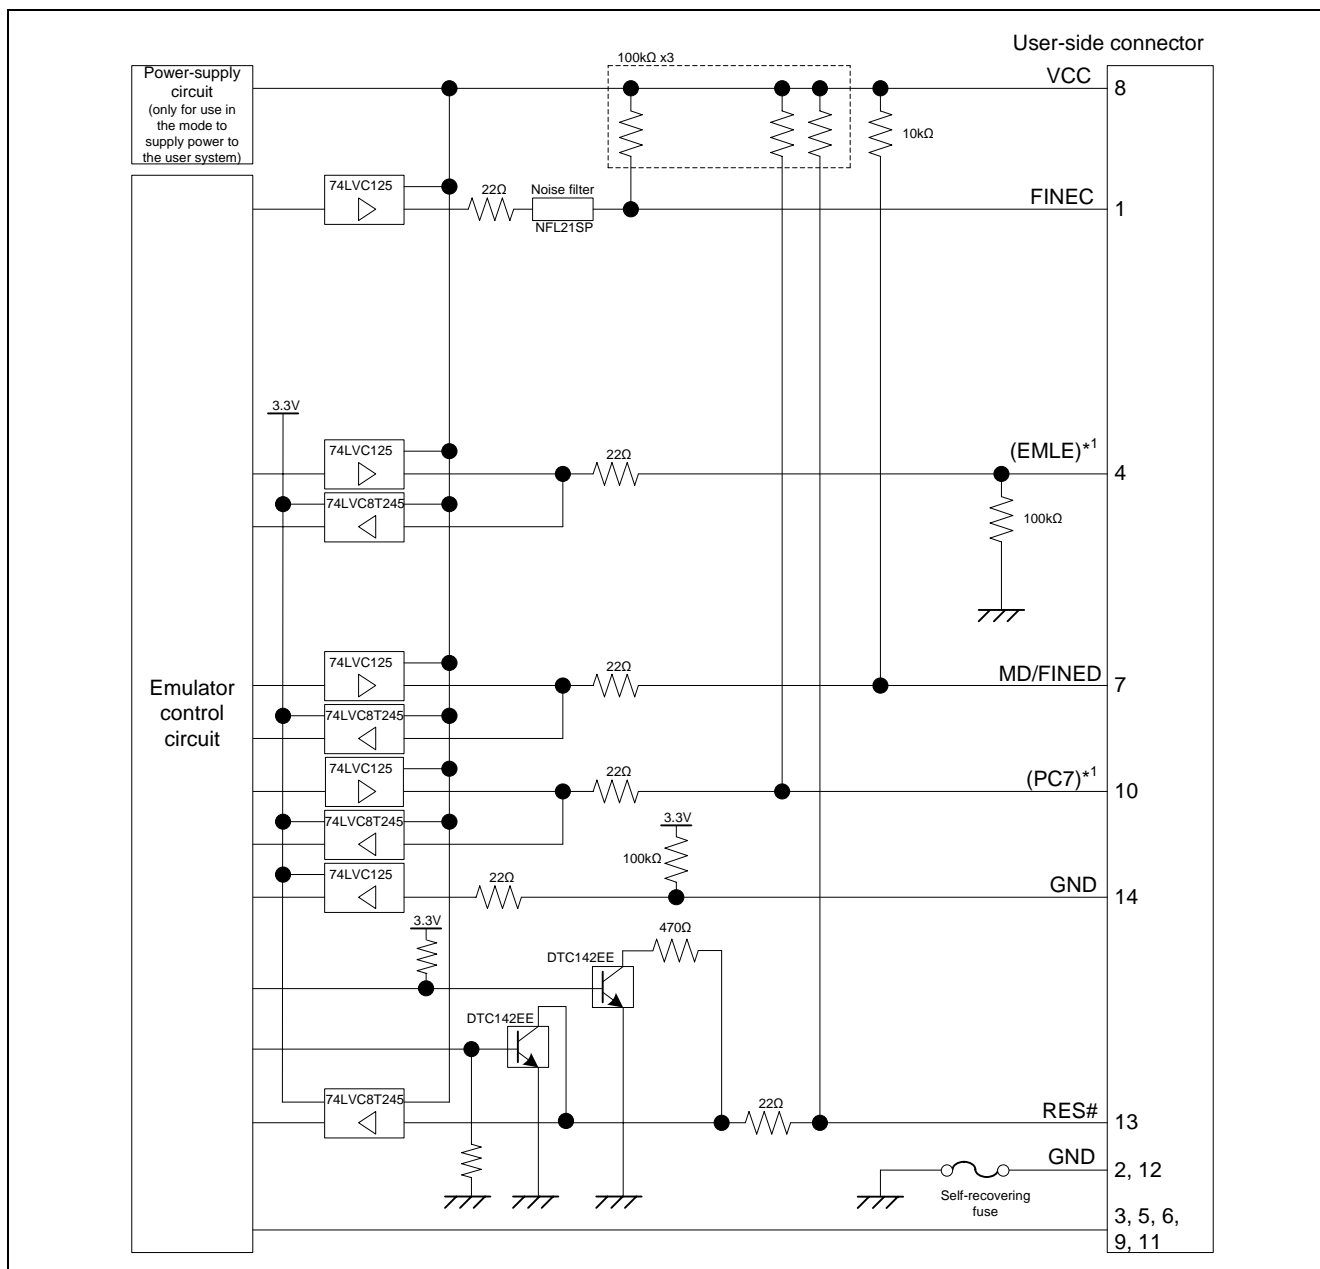 User-side connector
Power-supply
circuit
(only for use in
the mode to
supply power to
the user system)
100kΩ x3
VCC
8
10kΩ
74LVC125
22Ω
Noise filter
NFL21SP
FINEC
1
3.3V
74LVC125
22Ω
(EMLE)*1
4
74LVC8T245
100kΩ
Emulator
control
circuit
74LVC125
22Ω
MD/FINED
7
74LVC8T245
74LVC125
22Ω
(PC7)*1
10
74LVC8T245
3.3V
100kΩ
74LVC125
22Ω
GND
14
3.3V
470Ω
DTC142EE
DTC142EE
74LVC8T245
22Ω
RES#
13
GND
2, 12
Self-recovering
fuse
3, 5, 6,
9, 11